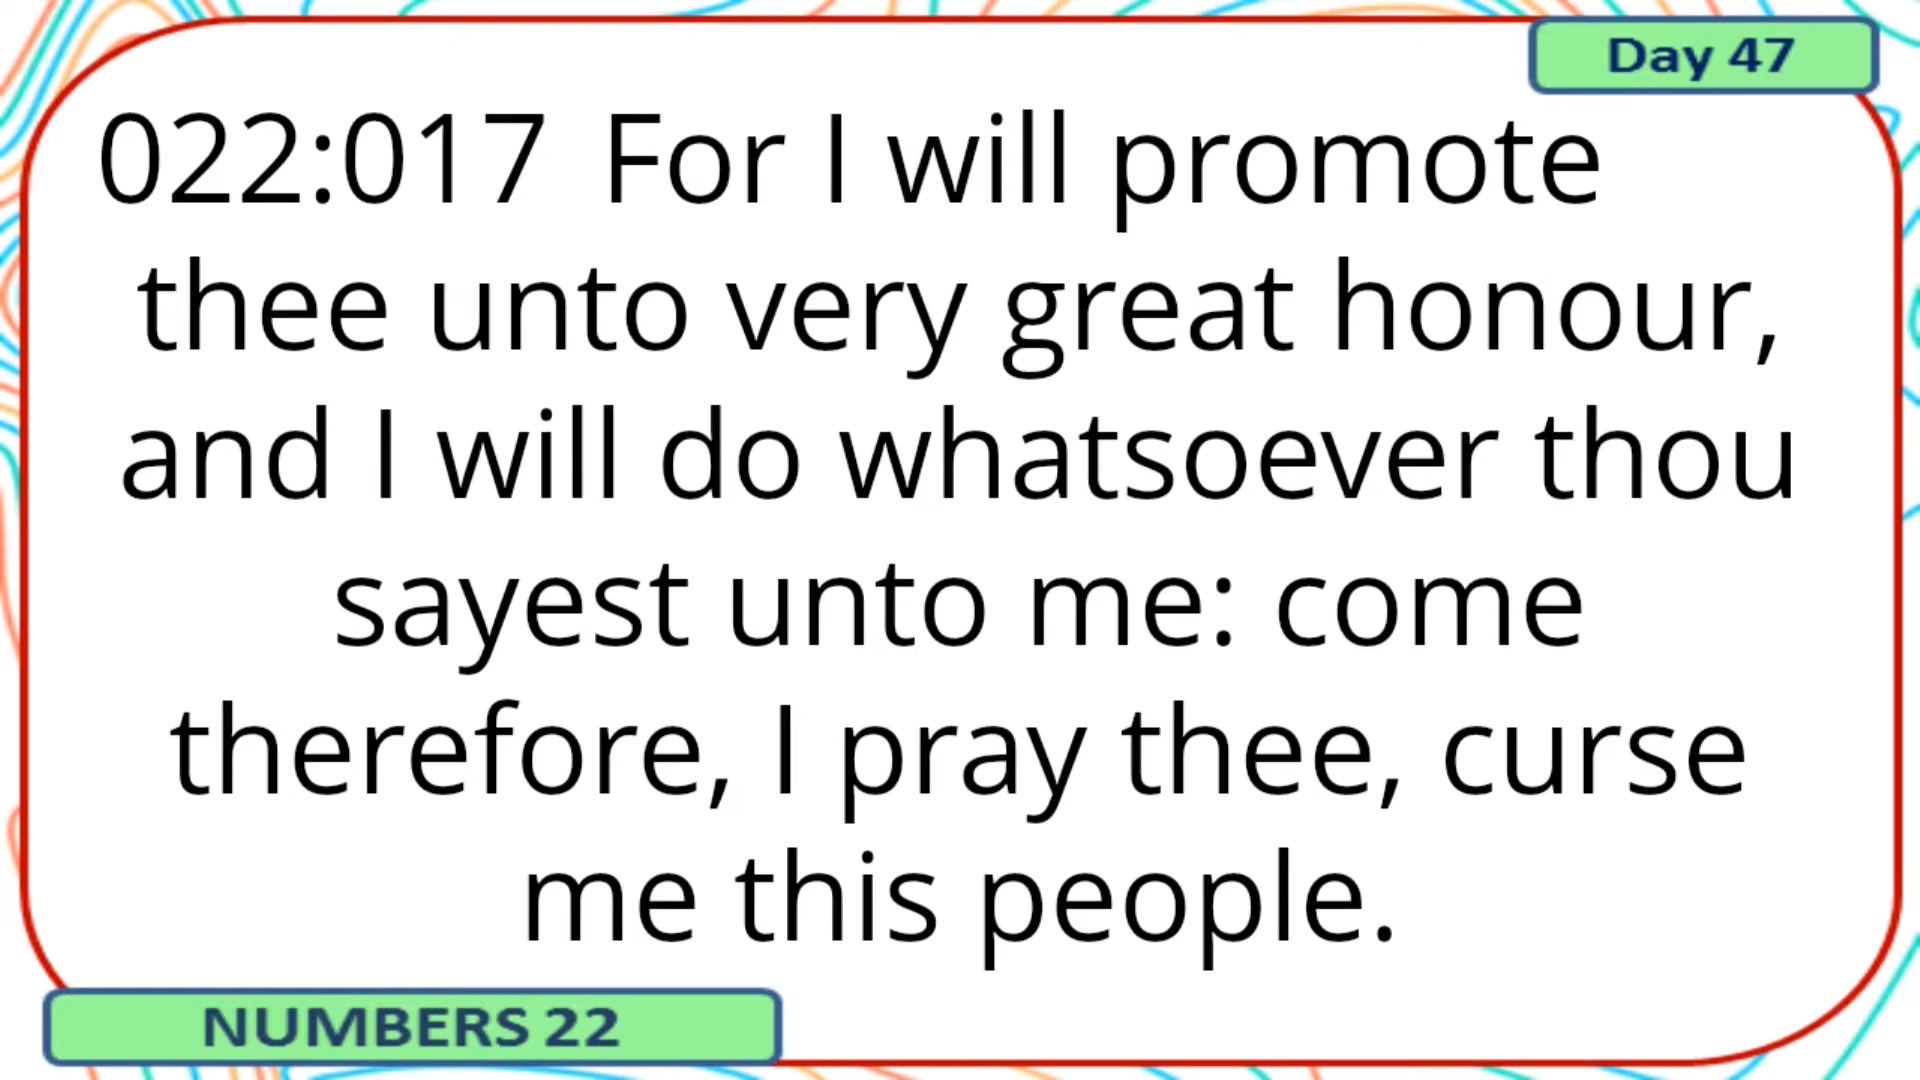 Day 47
022:017 For I will promote
thee unto very great honour,
and I will do whatsoever thou
sayest unto me: come
therefore, I pray thee, curse
me this people.
NUMBERS 22